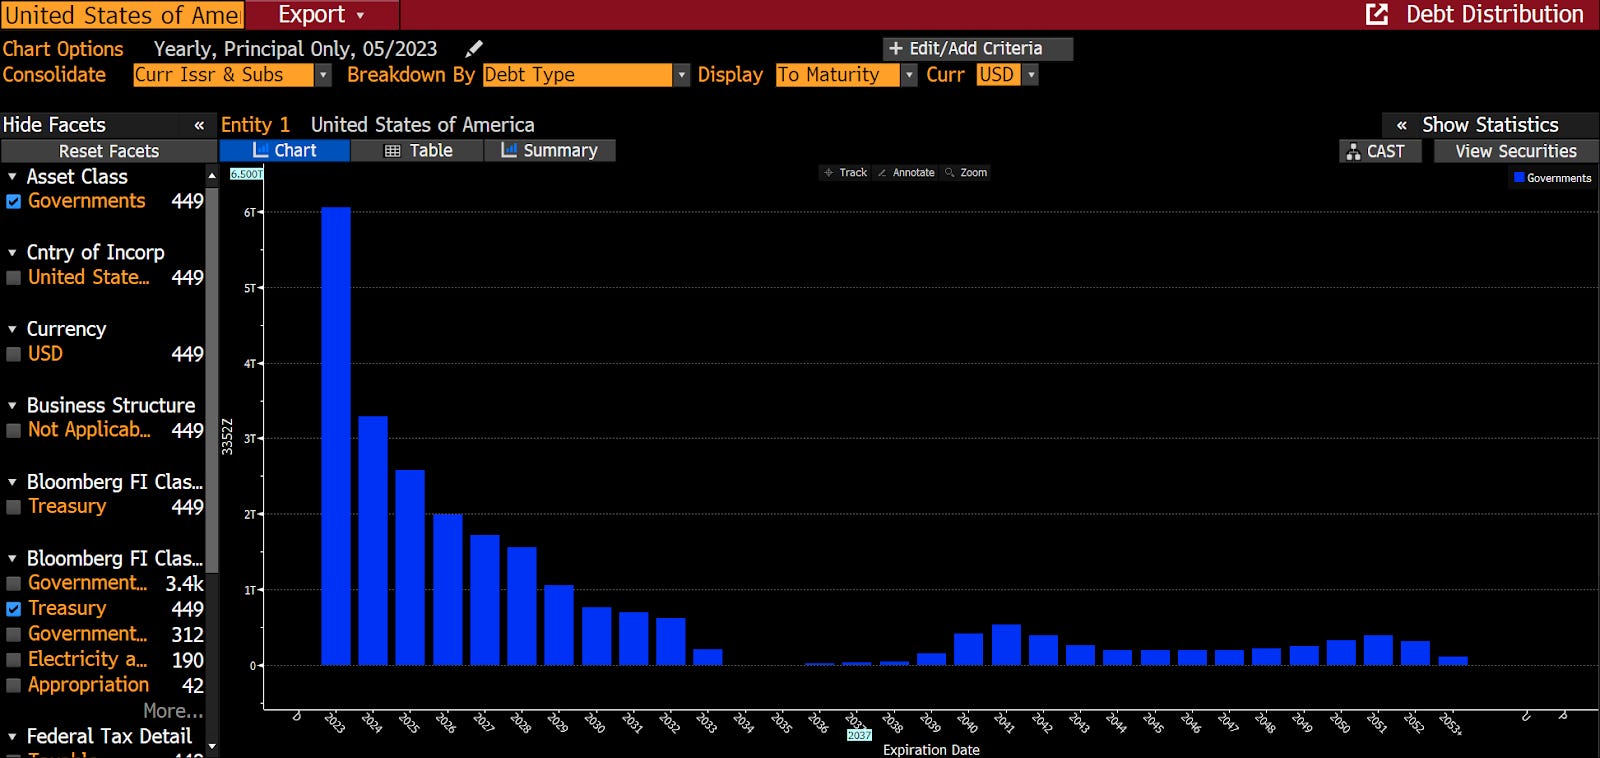 United States of Ame
Export
Debt Distribution
Chart Options Yearly, Principal Only, 05/2023
+ Edit/Add Criteria
Consolidate Curr Issr & Subs Breakdown By Debt Type Display To Maturity Curr USD
Hide Facets «
Entity 1 United States of America
« Show Statistics
Reset Facets
Chart Table Summary
CAST View Securities
Asset Class
Governments 449
Cntry of Incorp
United State... 449
Currency
USD 449
Business Structure
Not Applicab... 449
Bloomberg FI Clas...
Treasury 449
Bloomberg FI Clas...
Government... 3.4k
Treasury 449
Government... 312
Electricity a... 190
Appropriation 42
More...
Federal Tax Detail
Track Annotate Zoom
Governments
6.500T
6T
5T
4T
3T
2T
1T
0
3352Z
D 2023 2024 2025 2026 2027 2028 2029 2030 2031 2032 2033 2034 2035 2036 2037 2038 2039 2040 2041 2042 2043 2044 2045 2046 2047 2048 2049 2050 2051 2052 2053+ U P
2037
Expiration Date